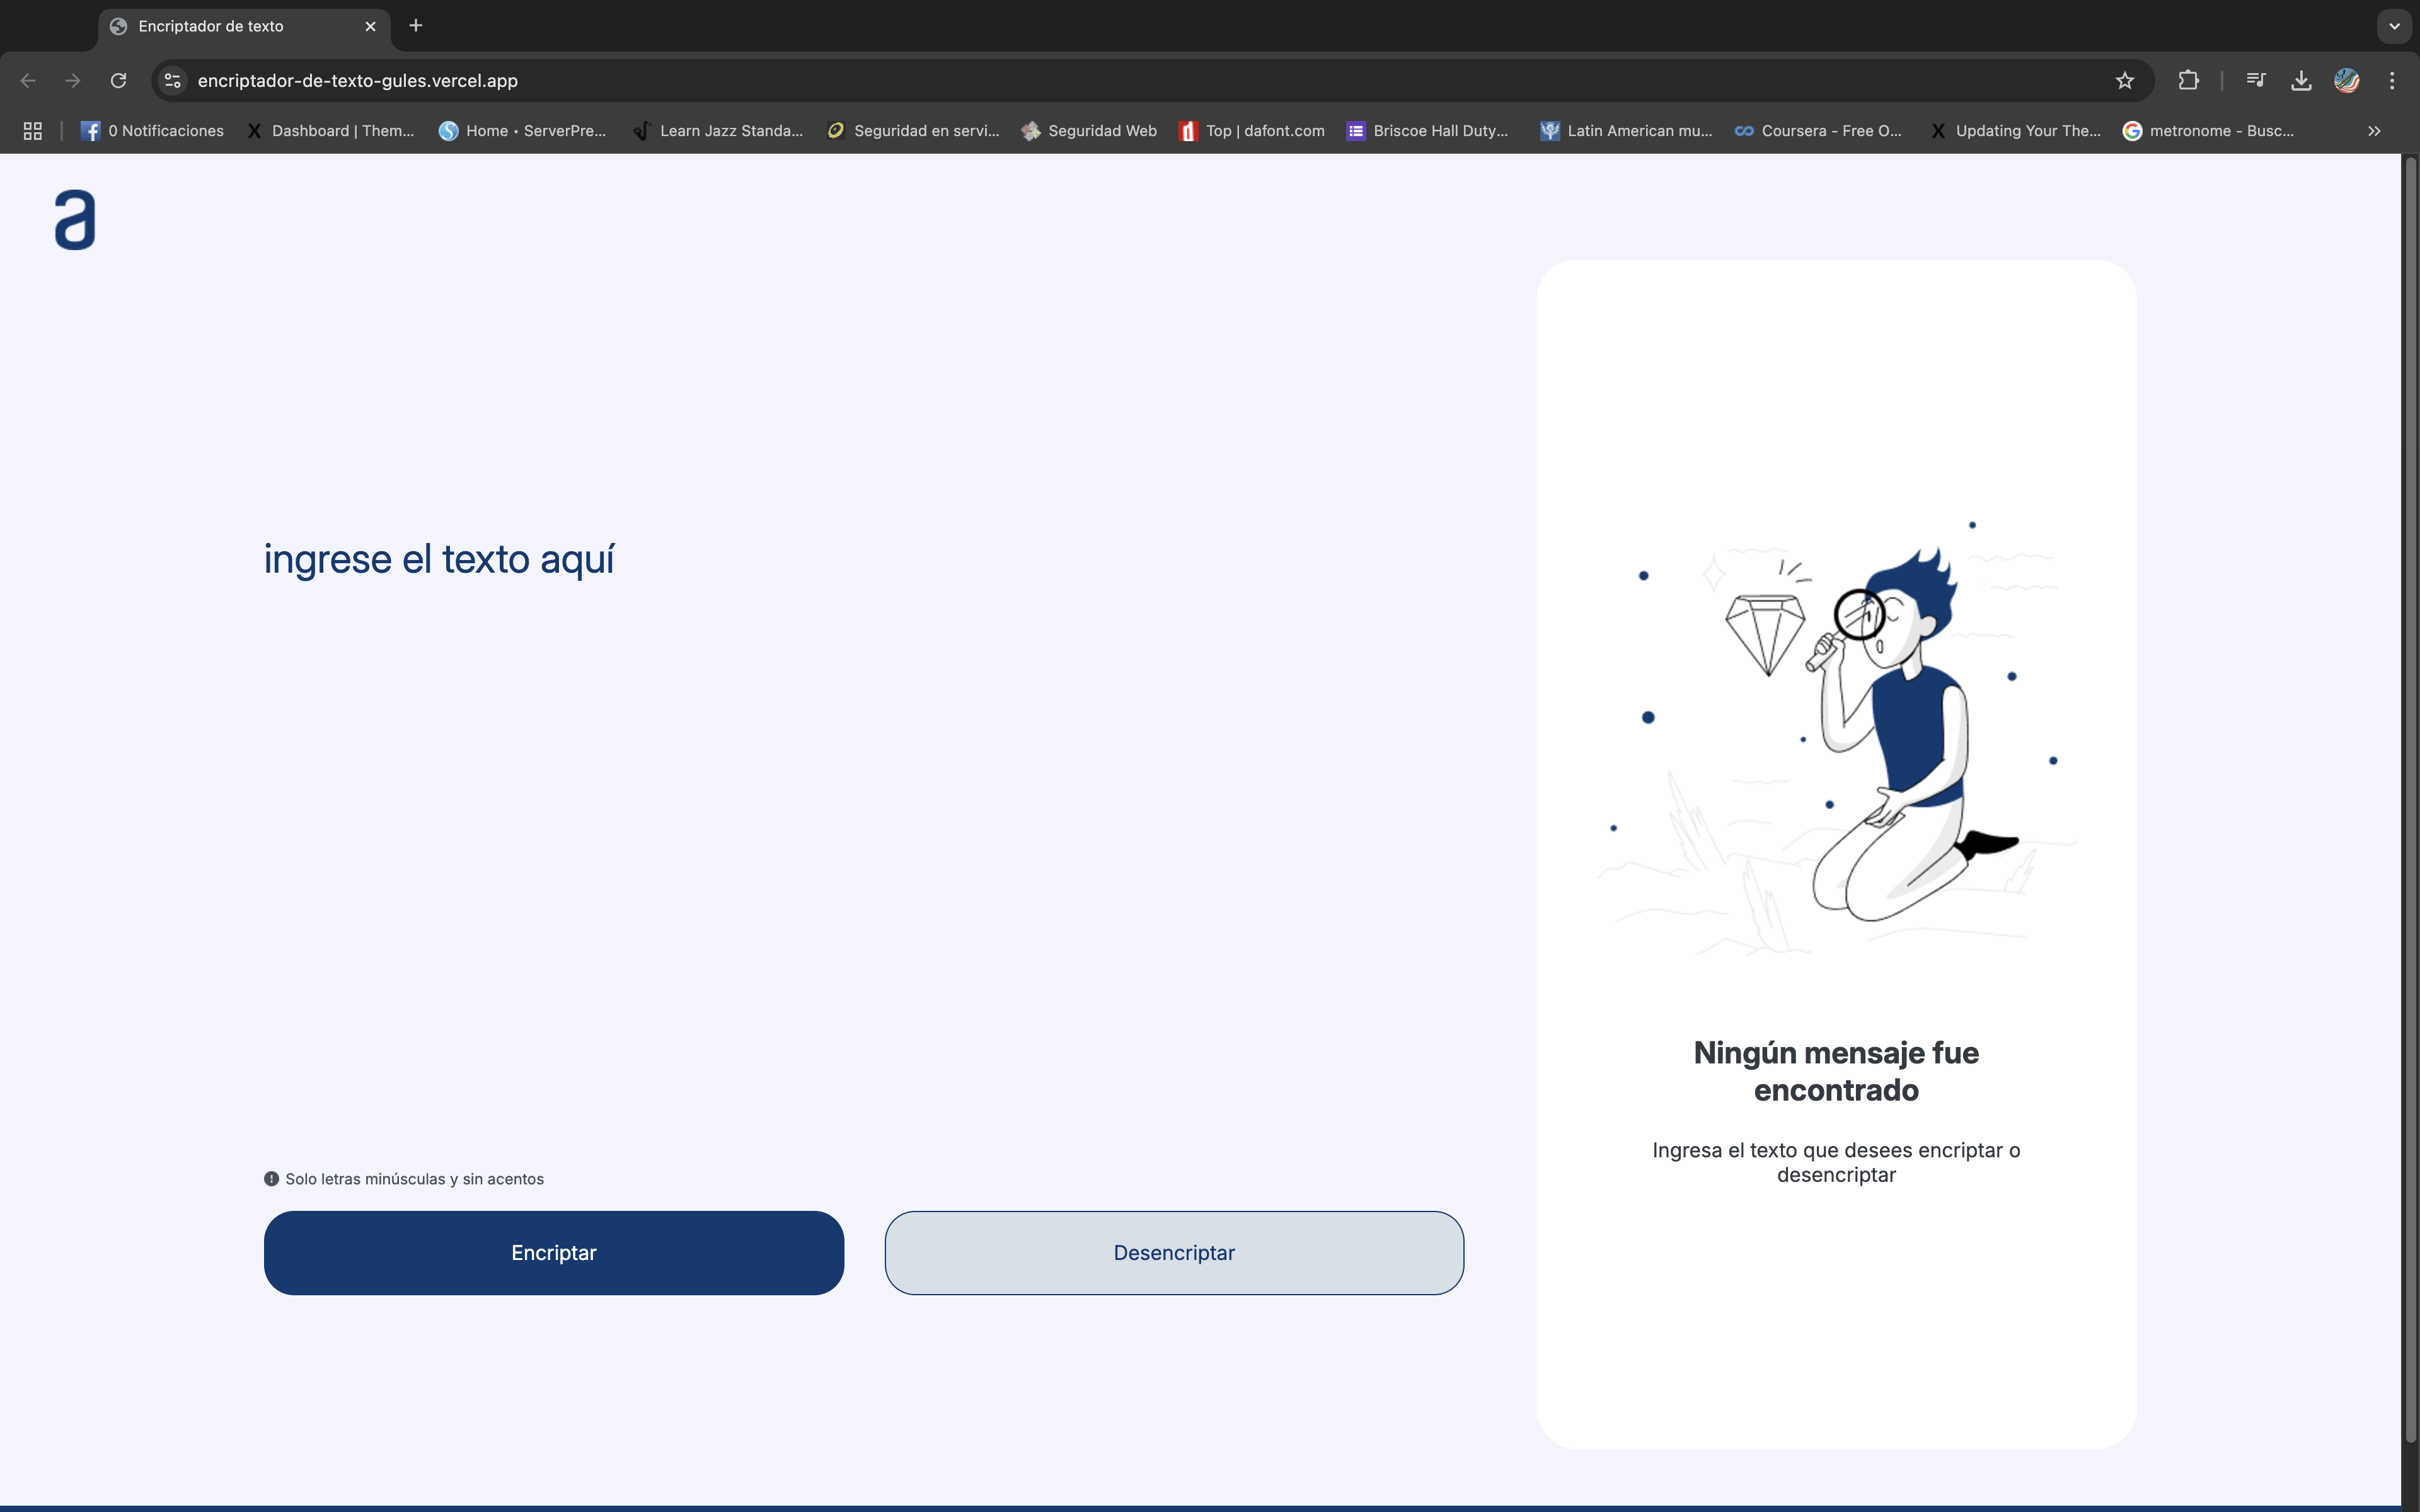 Encriptador de texto
encriptador-de-texto-gules.vercel.app
0 Notificaciones
Dashboard | Them...
Home • ServerPre...
Learn Jazz Standa...
Seguridad en servi...
Seguridad Web
Top | dafont.com
Briscoe Hall Duty...
Latin American mu...
Coursera - Free O...
Updating Your The...
metronome - Busc...
a
ingrese el texto aquí
Solo letras minúsculas y sin acentos
Encriptar
Desencriptar
Ningún mensaje fue
encontrado
Ingresa el texto que desees encriptar o
desencriptar